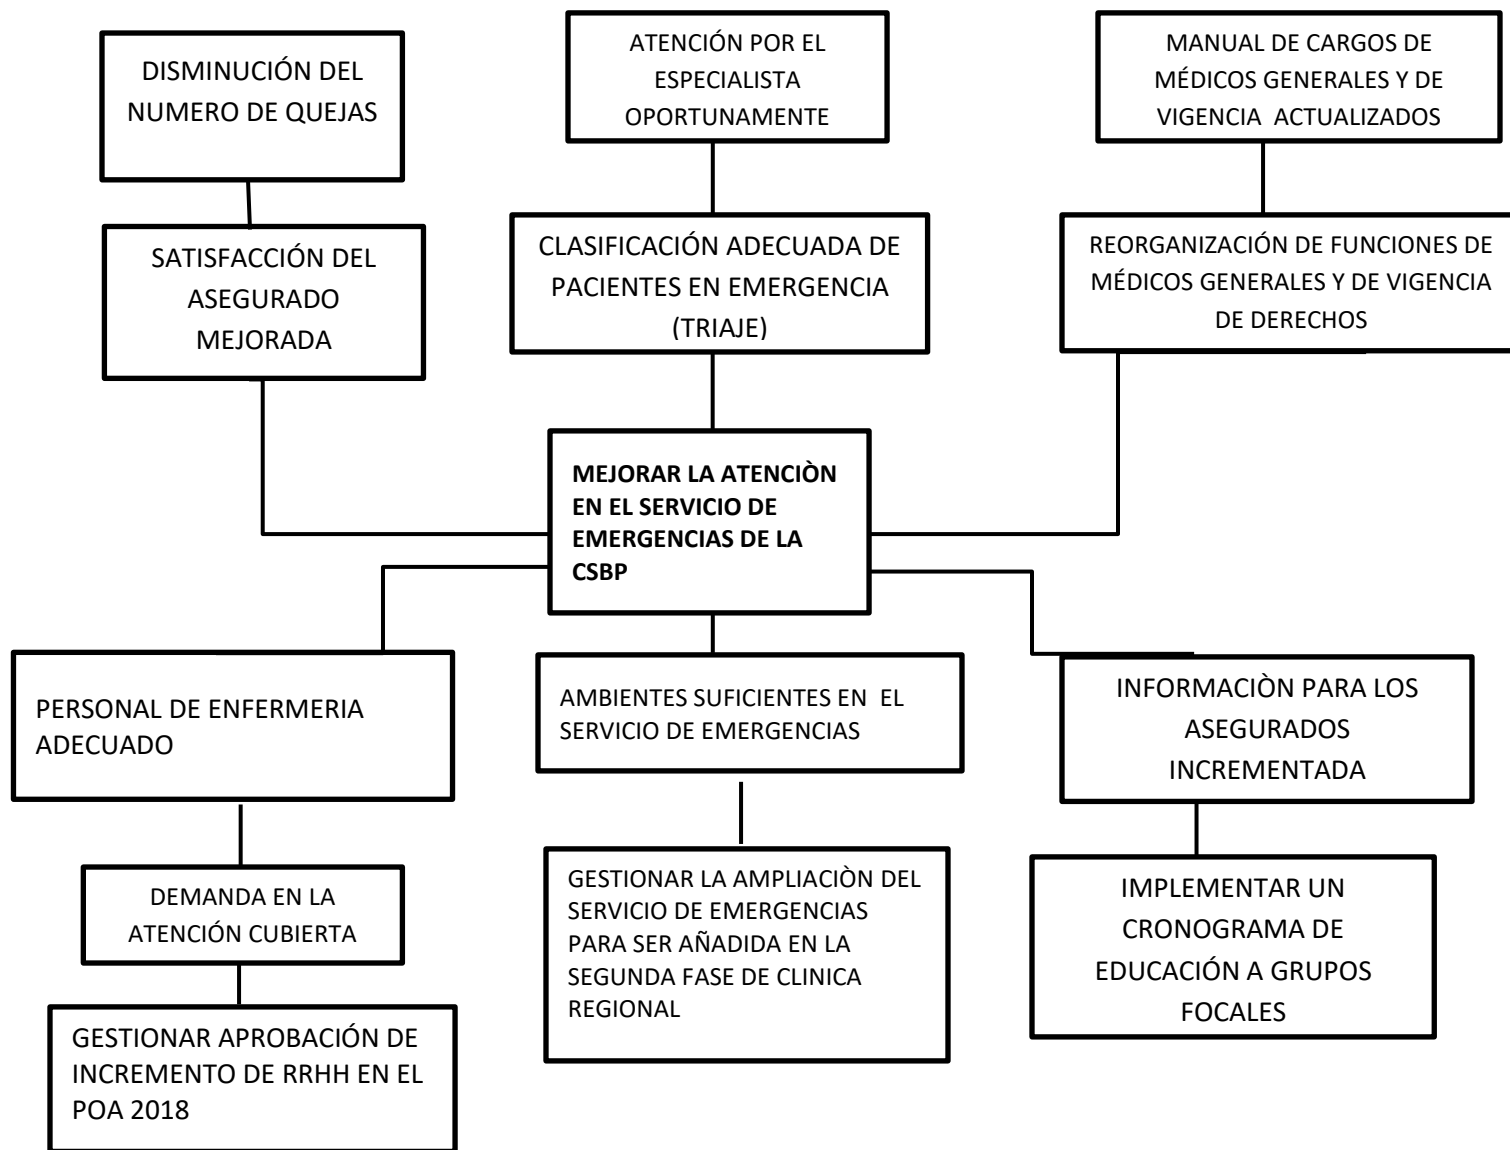 DISMINUCIÓN DEL
NUMERO DE QUEJAS
ATENCIÓN POR EL
ESPECIALISTA
OPORTUNAMENTE
MANUAL DE CARGOS DE
MÉDICOS GENERALES Y DE
VIGENCIA ACTUALIZADOS
SATISFACCIÓN DEL
ASEGURADO
MEJORADA
CLASIFICACIÓN ADECUADA DE
PACIENTES EN EMERGENCIA
(TRIAJE)
REORGANIZACIÓN DE FUNCIONES DE
MÉDICOS GENERALES Y DE VIGENCIA
DE DERECHOS
MEJORAR LA ATENCIÒN
EN EL SERVICIO DE
EMERGENCIAS DE LA
CSBP
PERSONAL DE ENFERMERIA
ADECUADO
AMBIENTES SUFICIENTES EN EL
SERVICIO DE EMERGENCIAS
INFORMACIÒN PARA LOS
ASEGURADOS
INCREMENTADA
DEMANDA EN LA
ATENCIÓN CUBIERTA
GESTIONAR LA AMPLIACIÒN DEL
SERVICIO DE EMERGENCIAS
PARA SER AÑADIDA EN LA
SEGUNDA FASE DE CLINICA
REGIONAL
IMPLEMENTAR UN
CRONOGRAMA DE
EDUCACIÓN A GRUPOS
FOCALES
GESTIONAR APROBACIÓN DE
INCREMENTO DE RRHH EN EL
POA 2018